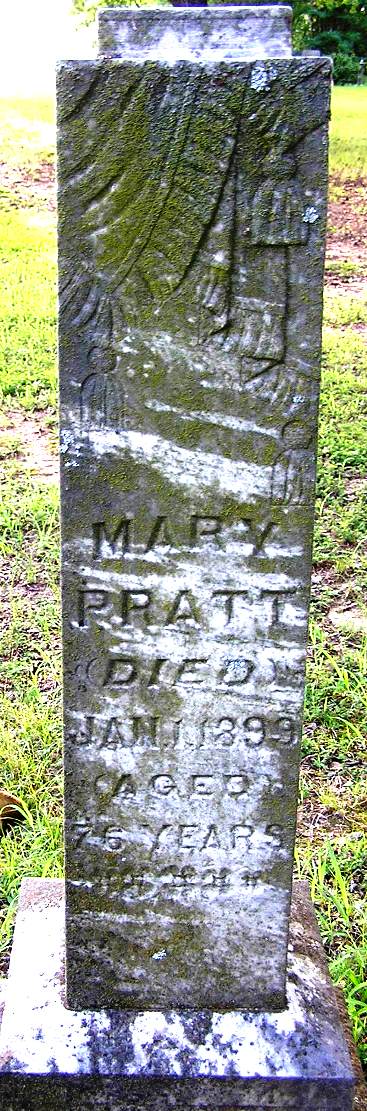 MARY
PRATT
DIED
JAN 1, 1899
AGED
76 YEARS